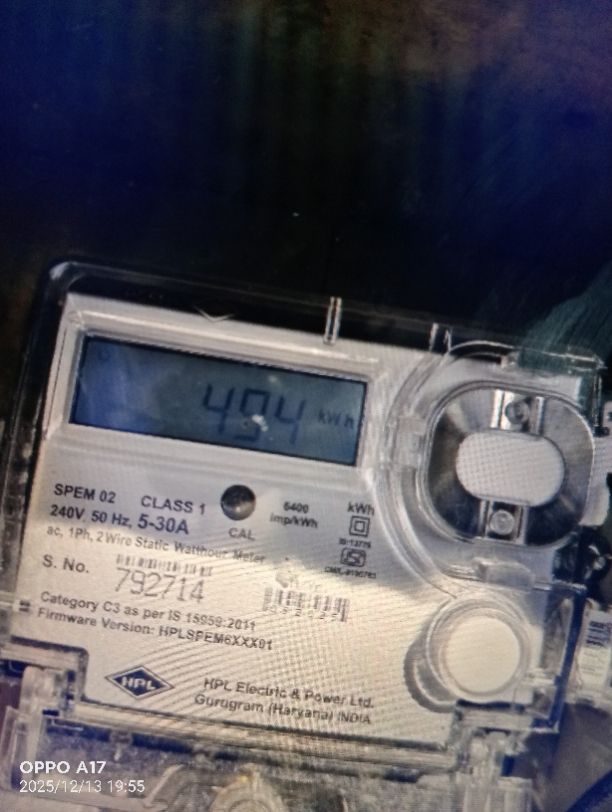 494 kWh
SPEM 02 CLASS 1
240V, 50 Hz, 5-30A
CAL
6400
imp/kWh
kWh
ac, 1Ph, 2 Wire Static Watthour Meter
S. No.
792714
Category C3 as per IS 15959:2011
Firmware Version: HPLSPEM6XXX01
HPL
HPL Electric & Power Ltd.
Gurugram (Haryana) INDIA
OPPO A17
2025/12/13 19:55